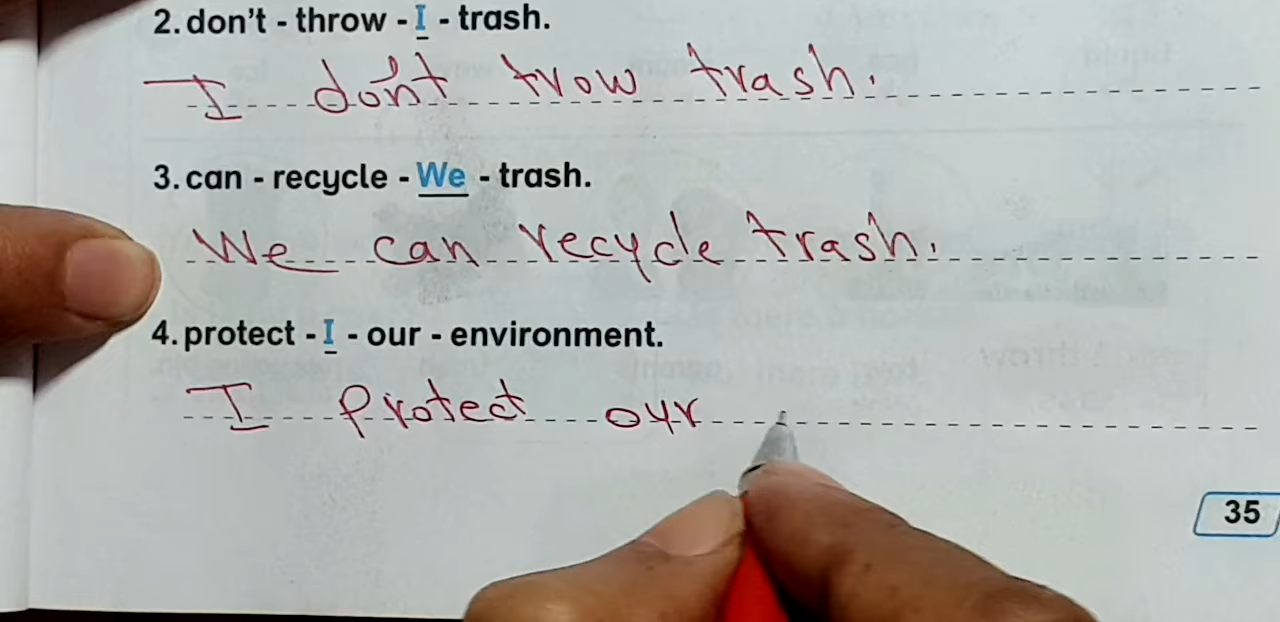 2. don't - throw - I - trash.
I don't trow trash.
3. can - recycle - We - trash.
We can recycle trash.
4. protect - I - our - environment.
I protect our
35